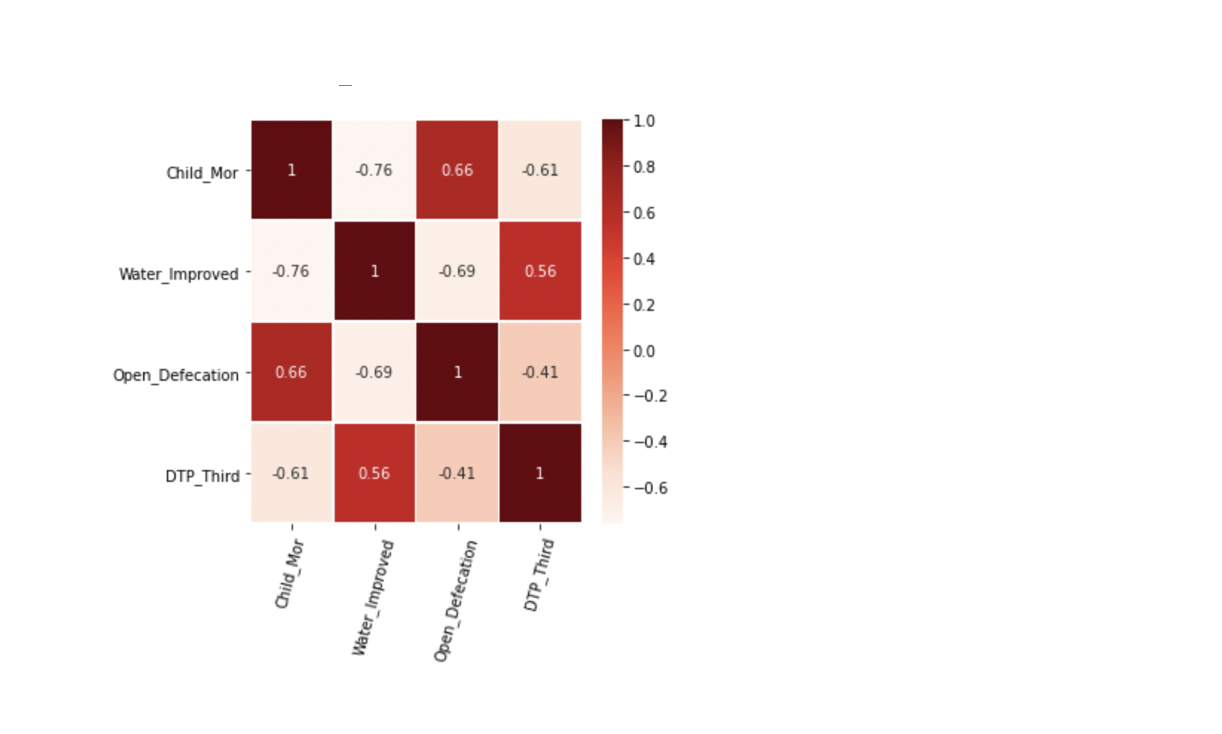 1.0
Child_Mor 1 -0.76 0.66 -0.61
0.8
0.6
Water_Improved -0.76 1 -0.69 0.56
0.4
0.2
0.0
Open_Defecation 0.66 -0.69 1 -0.41
−0.2
−0.4
DTP_Third -0.61 0.56 -0.41 1
−0.6
Child_Mor
Water_Improved
Open_Defecation
DTP_Third